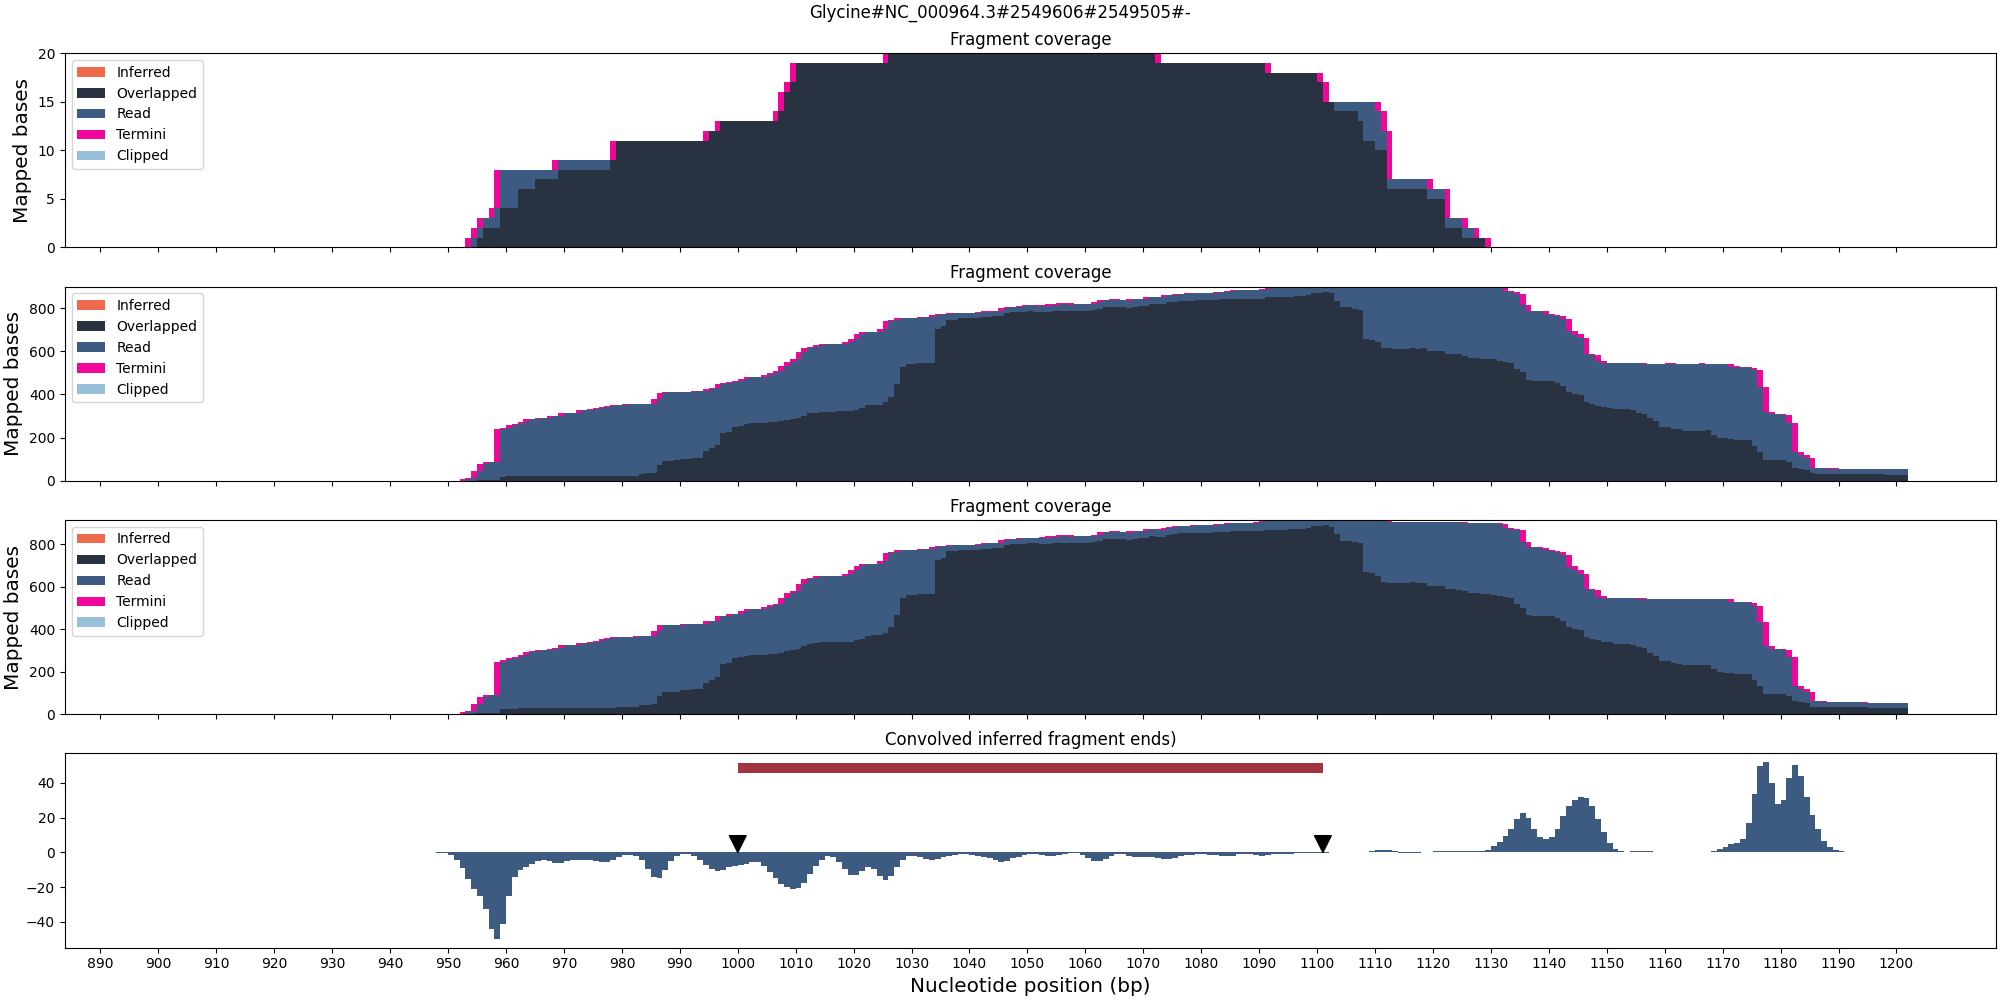 Glycine#NC_000964.3#2549606#2549505#-
Fragment coverage
Mapped bases
20
15
10
5
0
Inferred
Overlapped
Read
Termini
Clipped
Fragment coverage
Mapped bases
800
600
400
200
0
Inferred
Overlapped
Read
Termini
Clipped
Fragment coverage
Mapped bases
800
600
400
200
0
Inferred
Overlapped
Read
Termini
Clipped
Convolved inferred fragment ends)
40
20
0
−20
−40
890 900 910 920 930 940 950 960 970 980 990 1000 1010 1020 1030 1040 1050 1060 1070 1080 1090 1100 1110 1120 1130 1140 1150 1160 1170 1180 1190 1200
Nucleotide position (bp)